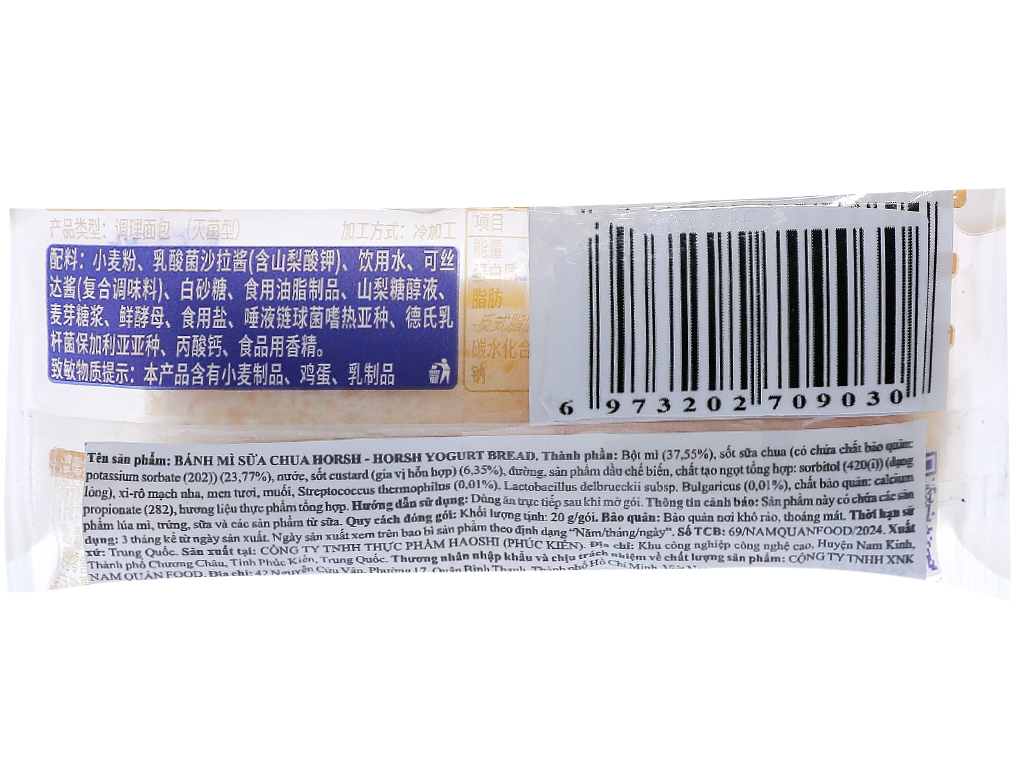 产品类型：调理面包 （灭菌型） 加工方式：冷加工
配料：小麦粉、乳酸菌沙拉酱(含山梨酸钾)、饮用水、可丝
达酱(复合调味料)、白砂糖、食用油脂制品、山梨糖醇液、
麦芽糖浆、鲜酵母、食用盐、唾液链球菌嗜热亚种、德氏乳
杆菌保加利亚亚种、丙酸钙、食品用香精。
致敏物质提示：本产品含有小麦制品、鸡蛋、乳制品
项目
能量
蛋白质
脂肪
-反式脂
碳水化合
钠
6 973202 709030
Tên sản phẩm: BÁNH MÌ SỮA CHUA HORSH - HORSH YOGURT BREAD. Thành phần: Bột mì (37,55%), sốt sữa chua (có chứa chất bảo quản:
potassium sorbate (202)) (23,77%), nước, sốt custard (gia vị hỗn hợp) (6,35%), đường, sản phẩm dầu chế biến, chất tạo ngọt tổng hợp: sorbitol (420(i)) (dạng
lỏng), xi-rô mạch nha, men tươi, muối, Streptococcus thermophilus (0,01%). Lactobacillus delbrueckii subsp. Bulgaricus (0,01%), chất bảo quản: calcium
propionate (282), hương liệu thực phẩm tổng hợp. Hướng dẫn sử dụng: Dùng ăn trực tiếp sau khi mở gói. Thông tin cảnh báo: Sản phẩm này có chứa các sản
phẩm lúa mì, trứng, sữa và các sản phẩm từ sữa. Quy cách đóng gói: Khối lượng tịnh: 20 g/gói. Bảo quản: Bảo quản nơi khô ráo, thoáng mát. Thời hạn sử
dụng: 3 tháng kể từ ngày sản xuất. Ngày sản xuất xem trên bao bì sản phẩm theo định dạng "Năm/tháng/ngày". Số TCB: 69/NAMQUANFOOD/2024. Xuất
xứ: Trung Quốc. Sản xuất tại: CÔNG TY TNHH THỰC PHẨM HAOSHI (PHÚC KIẾN). Địa chỉ: Khu công nghiệp công nghệ cao, Huyện Nam Kinh,
Thành phố Chương Châu, Tỉnh Phúc Kiến, Trung Quốc. Thương nhân nhập khẩu và chịu trách nhiệm về chất lượng sản phẩm: CÔNG TY TNHH XNK
NAM QUÂN FOOD. Địa chỉ: 42 Nguyễn Cửu Vân, Phường 17, Quận Bình Thạnh, Thành phố Hồ Chí Minh, Việt